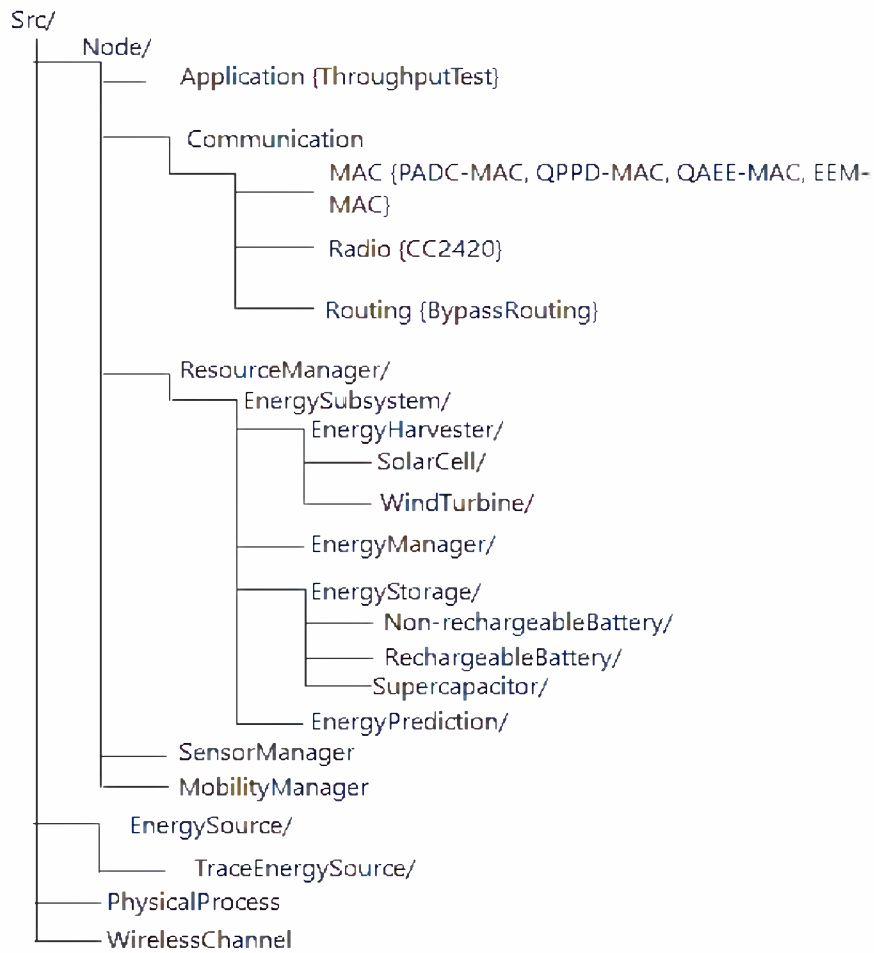 Src/
Node/
Application {ThroughputTest}
Communication
MAC {PADC-MAC, QPPD-MAC, QAEE-MAC, EEM-
MAC}
Radio {CC2420}
Routing {BypassRouting}
ResourceManager/
EnergySubsystem/
EnergyHarvester/
SolarCell/
WindTurbine/
EnergyManager/
EnergyStorage/
Non-rechargeableBattery/
RechargeableBattery/
Supercapacitor/
EnergyPrediction/
SensorManager
MobilityManager
EnergySource/
TraceEnergySource/
PhysicalProcess
WirelessChannel